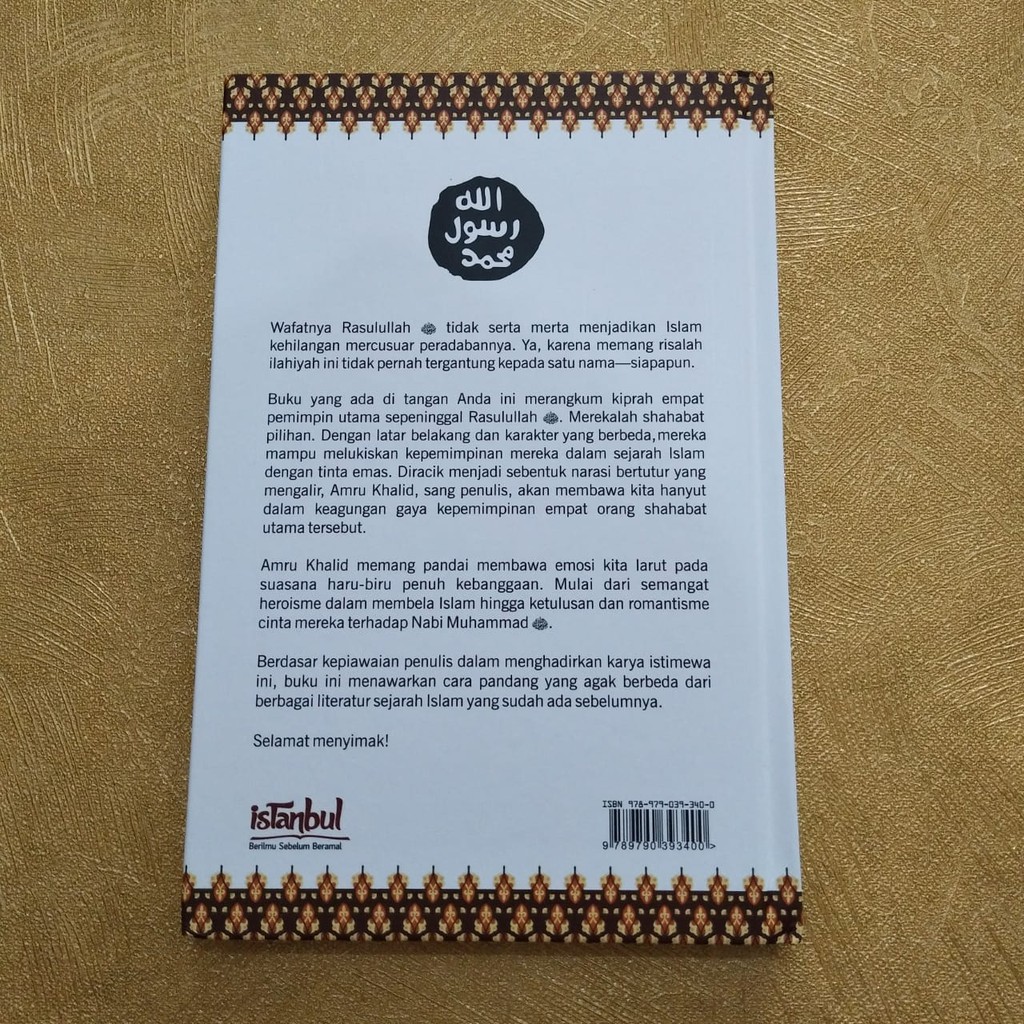 الله
رسول
محمد
Wafatnya Rasulullah ﷺ tidak serta merta menjadikan Islam
kehilangan mercusuar peradabannya. Ya, karena memang risalah
ilahiyah ini tidak pernah tergantung kepada satu nama—siapapun.
Buku yang ada di tangan Anda ini merangkum kiprah empat
pemimpin utama sepeninggal Rasulullah ﷺ. Merekalah shahabat
pilihan. Dengan latar belakang dan karakter yang berbeda, mereka
mampu melukiskan kepemimpinan mereka dalam sejarah Islam
dengan tinta emas. Diracik menjadi sebentuk narasi bertutur yang
mengalir, Amru Khalid, sang penulis, akan membawa kita hanyut
dalam keagungan gaya kepemimpinan empat orang shahabat
utama tersebut.
Amru Khalid memang pandai membawa emosi kita larut pada
suasana haru-biru penuh kebanggaan. Mulai dari semangat
heroisme dalam membela Islam hingga ketulusan dan romantisme
cinta mereka terhadap Nabi Muhammad ﷺ.
Berdasar kepiawaian penulis dalam menghadirkan karya istimewa
ini, buku ini menawarkan cara pandang yang agak berbeda dari
berbagai literatur sejarah Islam yang sudah ada sebelumnya.
Selamat menyimak!
istanbul
Berilmu Sebelum Beramal
ISBN 978-979-039-340-0
9 789790 393400 >